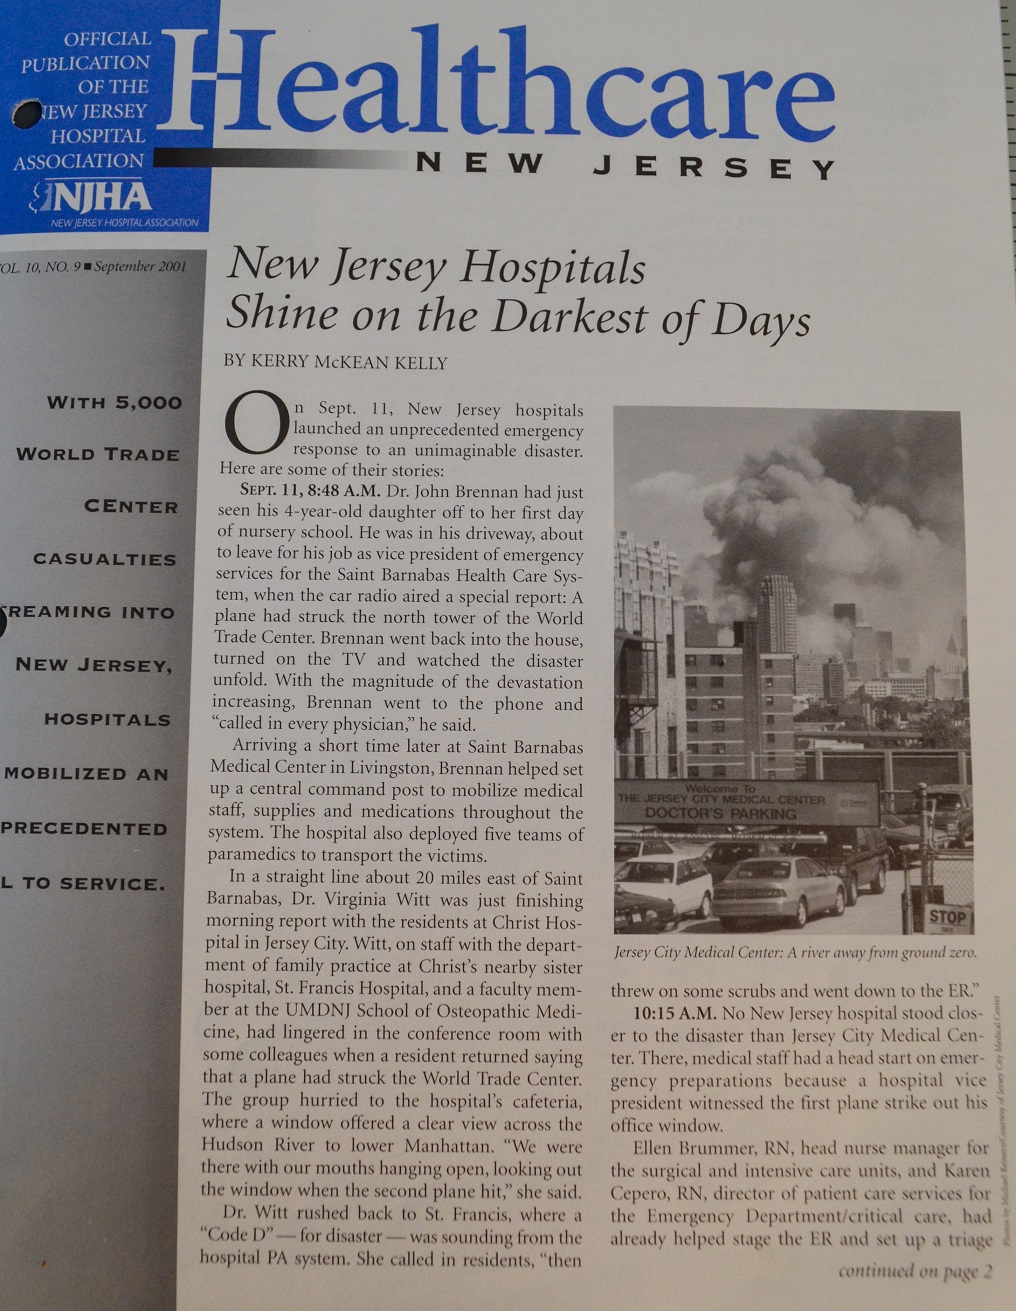 OFFICIAL
PUBLICATION
OF THE
NEW JERSEY
HOSPITAL
ASSOCIATION
NJHA
NEW JERSEY HOSPITAL ASSOCIATION
Healthcare
NEW JERSEY
OL. 10, NO. 9 ■ September 2001
WITH 5,000
WORLD TRADE
CENTER
CASUALTIES
TREAMING INTO
NEW JERSEY,
HOSPITALS
MOBILIZED AN
PRECEDENTED
L TO SERVICE.
New Jersey Hospitals
Shine on the Darkest of Days
BY KERRY McKEAN KELLY
On Sept. 11, New Jersey hospitals
launched an unprecedented emergency
response to an unimaginable disaster.
Here are some of their stories:
SEPT. 11, 8:48 A.M. Dr. John Brennan had just
seen his 4-year-old daughter off to her first day
of nursery school. He was in his driveway, about
to leave for his job as vice president of emergency
services for the Saint Barnabas Health Care Sys-
tem, when the car radio aired a special report: A
plane had struck the north tower of the World
Trade Center. Brennan went back into the house,
turned on the TV and watched the disaster
unfold. With the magnitude of the devastation
increasing, Brennan went to the phone and
“called in every physician,” he said.
Arriving a short time later at Saint Barnabas
Medical Center in Livingston, Brennan helped set
up a central command post to mobilize medical
staff, supplies and medications throughout the
system. The hospital also deployed five teams of
paramedics to transport the victims.
In a straight line about 20 miles east of Saint
Barnabas, Dr. Virginia Witt was just finishing
morning report with the residents at Christ Hos-
pital in Jersey City. Witt, on staff with the depart-
ment of family practice at Christ's nearby sister
hospital, St. Francis Hospital, and a faculty mem-
ber at the UMDNJ School of Osteopathic Medi-
cine, had lingered in the conference room with
some colleagues when a resident returned saying
that a plane had struck the World Trade Center.
The group hurried to the hospital's cafeteria,
where a window offered a clear view across the
Hudson River to lower Manhattan. “We were
there with our mouths hanging open, looking out
the window when the second plane hit,” she said.
Dr. Witt rushed back to St. Francis, where a
“Code D” — for disaster — was sounding from the
hospital PA system. She called in residents, “then
Welcome To
THE JERSEY CITY MEDICAL CENTER
DOCTOR'S PARKING
STOP
Jersey City Medical Center: A river away from ground zero.
threw on some scrubs and went down to the ER.”
10:15 A.M. No New Jersey hospital stood clos-
er to the disaster than Jersey City Medical Cen-
ter. There, medical staff had a head start on emer-
gency preparations because a hospital vice
president witnessed the first plane strike out his
office window.
Ellen Brummer, RN, head nurse manager for
the surgical and intensive care units, and Karen
Cepero, RN, director of patient care services for
the Emergency Department/critical care, had
already helped stage the ER and set up a triage
continued on page 2
Photos by Michael Courtesy of Jersey City Medical Center